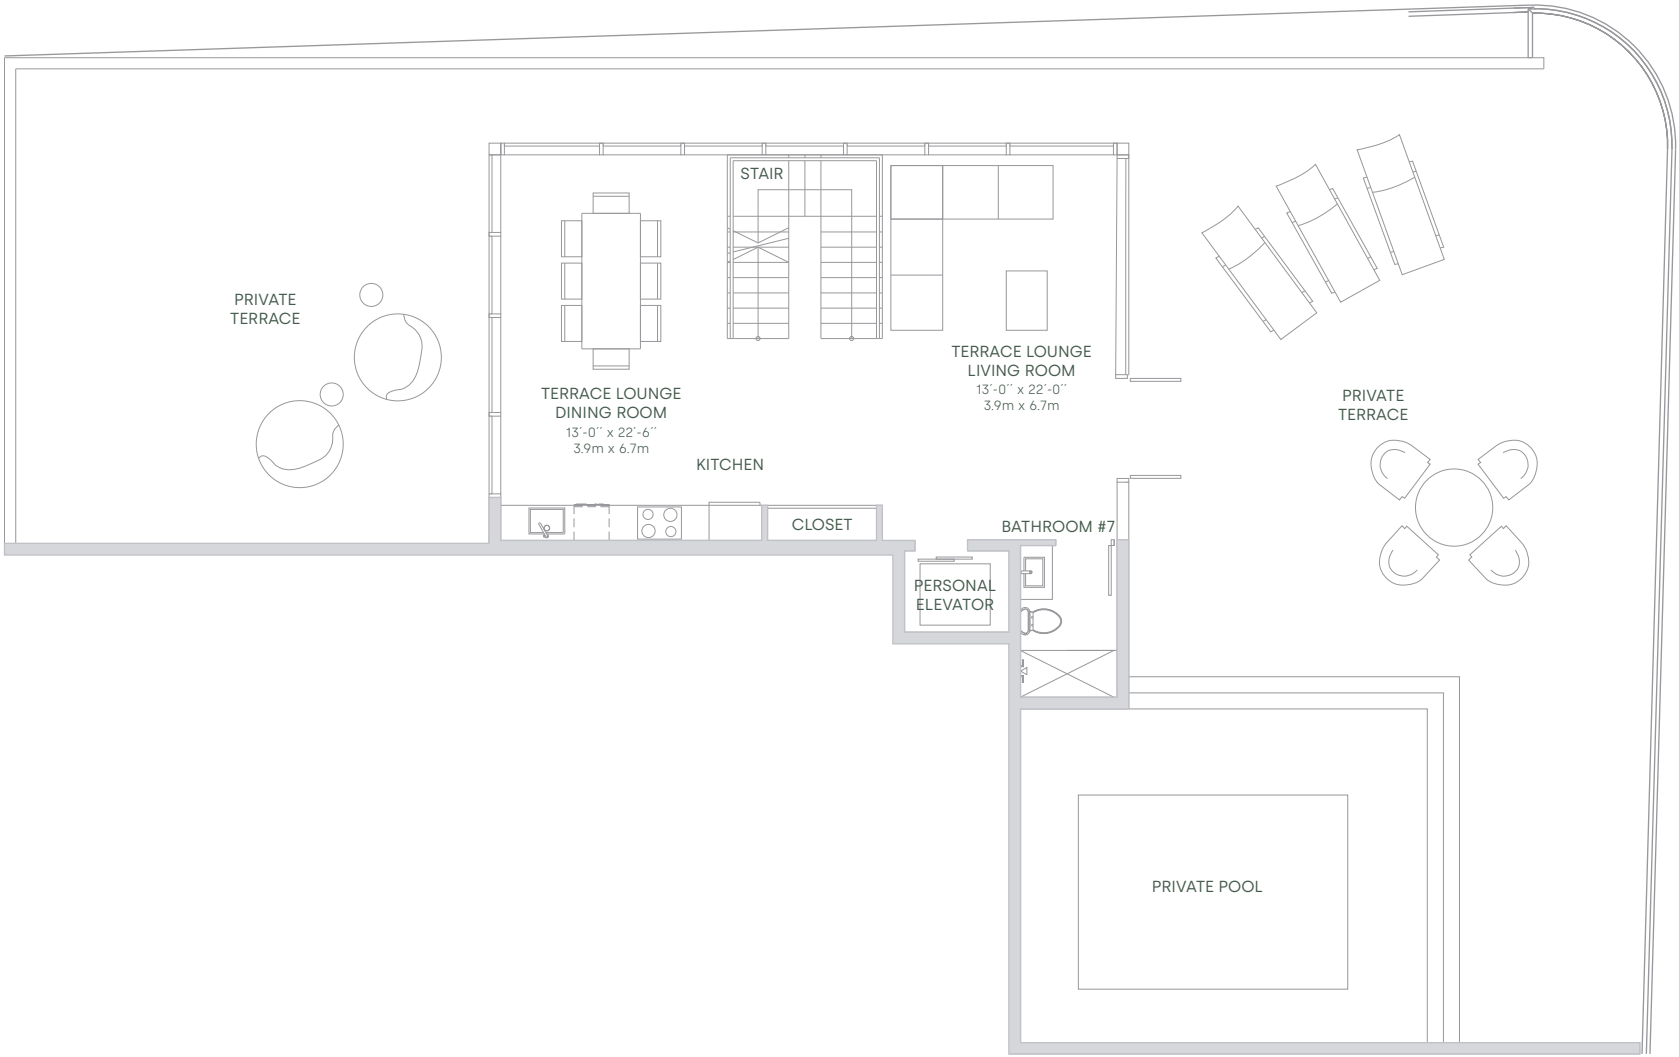 STAIR
PRIVATE
TERRACE
TERRACE LOUNGE
LIVING ROOM
13´-0´´ x 22´-0´´
3.9m x 6.7m
TERRACE LOUNGE
DINING ROOM
13´-0´´ x 22´-6´´
3.9m x 6.7m
PRIVATE
TERRACE
KITCHEN
CLOSET
BATHROOM #7
PERSONAL
ELEVATOR
PRIVATE POOL